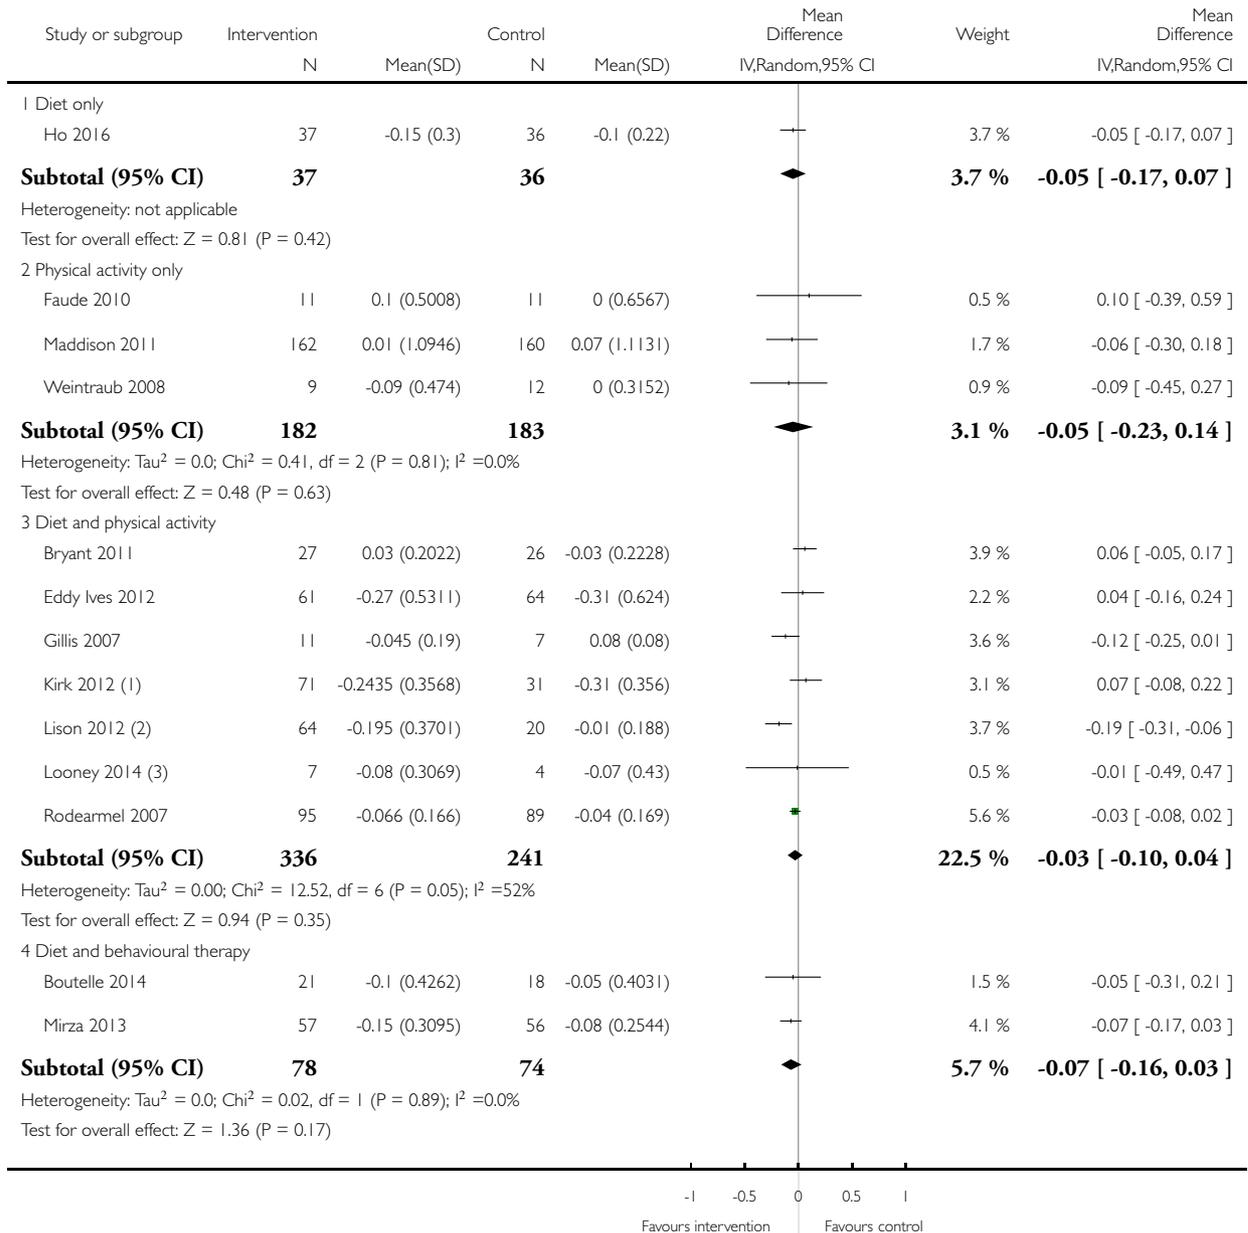 Mean Mean
Study or subgroup Intervention Control Difference Weight Difference
N Mean(SD) N Mean(SD) IV,Random,95% CI IV,Random,95% CI
1 Diet only
Ho 2016 37 -0.15 (0.3) 36 -0.1 (0.22) 3.7 % -0.05 [ -0.17, 0.07 ]
Subtotal (95% CI) 37 36 3.7 % -0.05 [ -0.17, 0.07 ]
Heterogeneity: not applicable
Test for overall effect: Z = 0.81 (P = 0.42)
2 Physical activity only
Faude 2010 11 0.1 (0.5008) 11 0 (0.6567) 0.5 % 0.10 [ -0.39, 0.59 ]
Maddison 2011 162 0.01 (1.0946) 160 0.07 (1.1131) 1.7 % -0.06 [ -0.30, 0.18 ]
Weintraub 2008 9 -0.09 (0.474) 12 0 (0.3152) 0.9 % -0.09 [ -0.45, 0.27 ]
Subtotal (95% CI) 182 183 3.1 % -0.05 [ -0.23, 0.14 ]
Heterogeneity: Tau² = 0.0; Chi² = 0.41, df = 2 (P = 0.81); I² =0.0%
Test for overall effect: Z = 0.48 (P = 0.63)
3 Diet and physical activity
Bryant 2011 27 0.03 (0.2022) 26 -0.03 (0.2228) 3.9 % 0.06 [ -0.05, 0.17 ]
Eddy Ives 2012 61 -0.27 (0.5311) 64 -0.31 (0.624) 2.2 % 0.04 [ -0.16, 0.24 ]
Gillis 2007 11 -0.045 (0.19) 7 0.08 (0.08) 3.6 % -0.12 [ -0.25, 0.01 ]
Kirk 2012 (1) 71 -0.2435 (0.3568) 31 -0.31 (0.356) 3.1 % 0.07 [ -0.08, 0.22 ]
Lison 2012 (2) 64 -0.195 (0.3701) 20 -0.01 (0.188) 3.7 % -0.19 [ -0.31, -0.06 ]
Looney 2014 (3) 7 -0.08 (0.3069) 4 -0.07 (0.43) 0.5 % -0.01 [ -0.49, 0.47 ]
Rodearmel 2007 95 -0.066 (0.166) 89 -0.04 (0.169) 5.6 % -0.03 [ -0.08, 0.02 ]
Subtotal (95% CI) 336 241 22.5 % -0.03 [ -0.10, 0.04 ]
Heterogeneity: Tau² = 0.00; Chi² = 12.52, df = 6 (P = 0.05); I² =52%
Test for overall effect: Z = 0.94 (P = 0.35)
4 Diet and behavioural therapy
Boutelle 2014 21 -0.1 (0.4262) 18 -0.05 (0.4031) 1.5 % -0.05 [ -0.31, 0.21 ]
Mirza 2013 57 -0.15 (0.3095) 56 -0.08 (0.2544) 4.1 % -0.07 [ -0.17, 0.03 ]
Subtotal (95% CI) 78 74 5.7 % -0.07 [ -0.16, 0.03 ]
Heterogeneity: Tau² = 0.0; Chi² = 0.02, df = 1 (P = 0.89); I² =0.0%
Test for overall effect: Z = 1.36 (P = 0.17)
-1 -0.5 0 0.5 1
Favours intervention Favours control